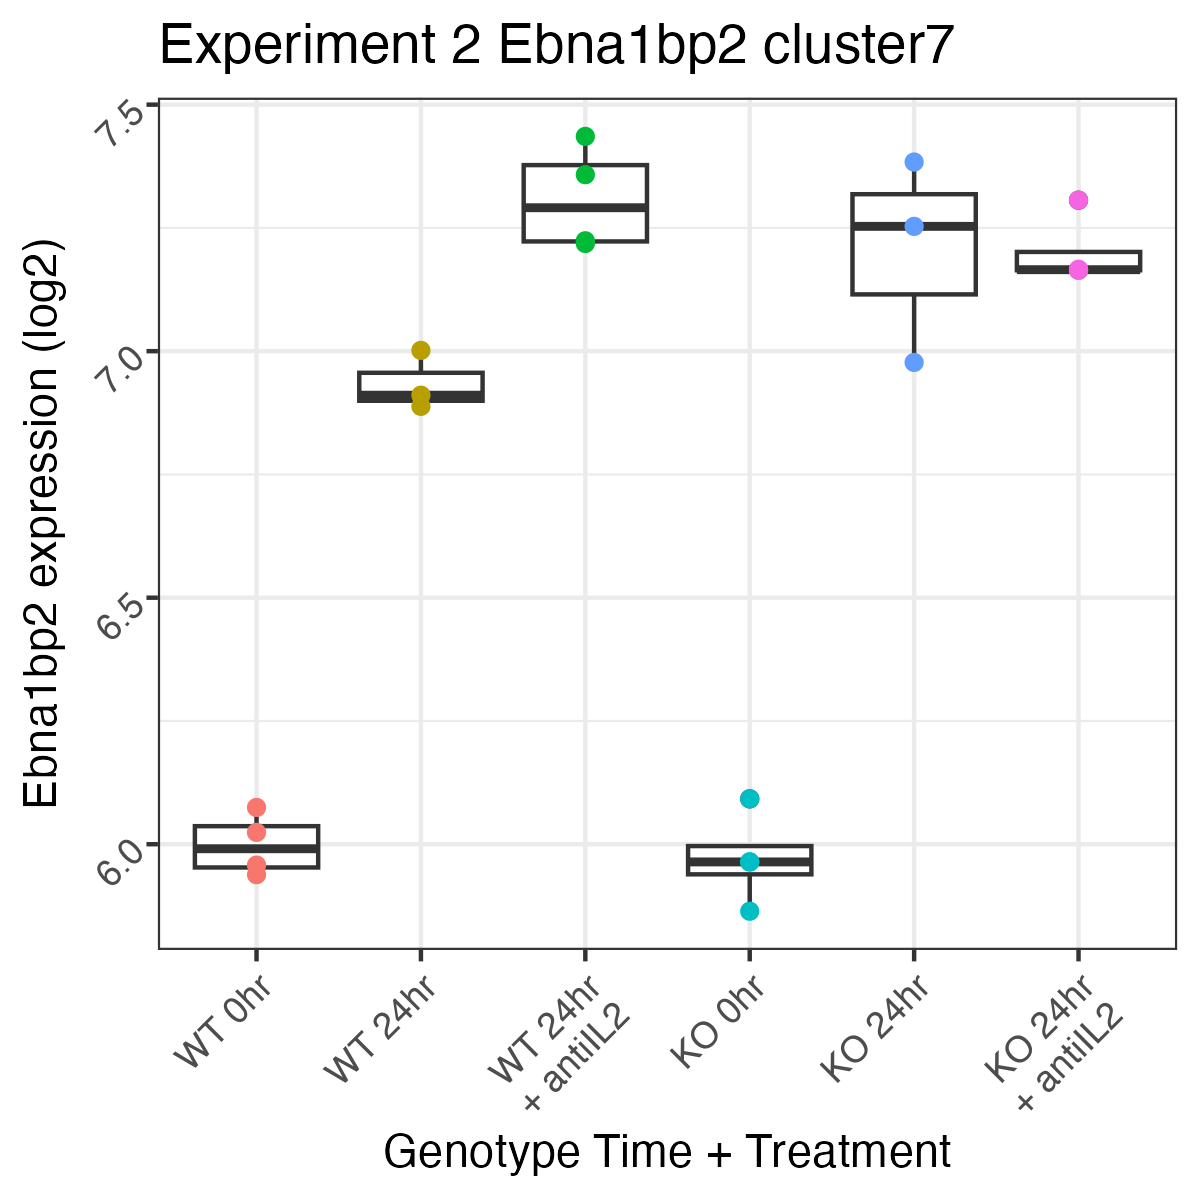 Experiment 2 Ebna1bp2 cluster7
Ebna1bp2 expression (log2)
7.5
7.0
6.5
6.0
WT 0hr
WT 24hr
WT 24hr
+ antiIL2
KO 0hr
KO 24hr
KO 24hr
+ antiIL2
Genotype Time + Treatment